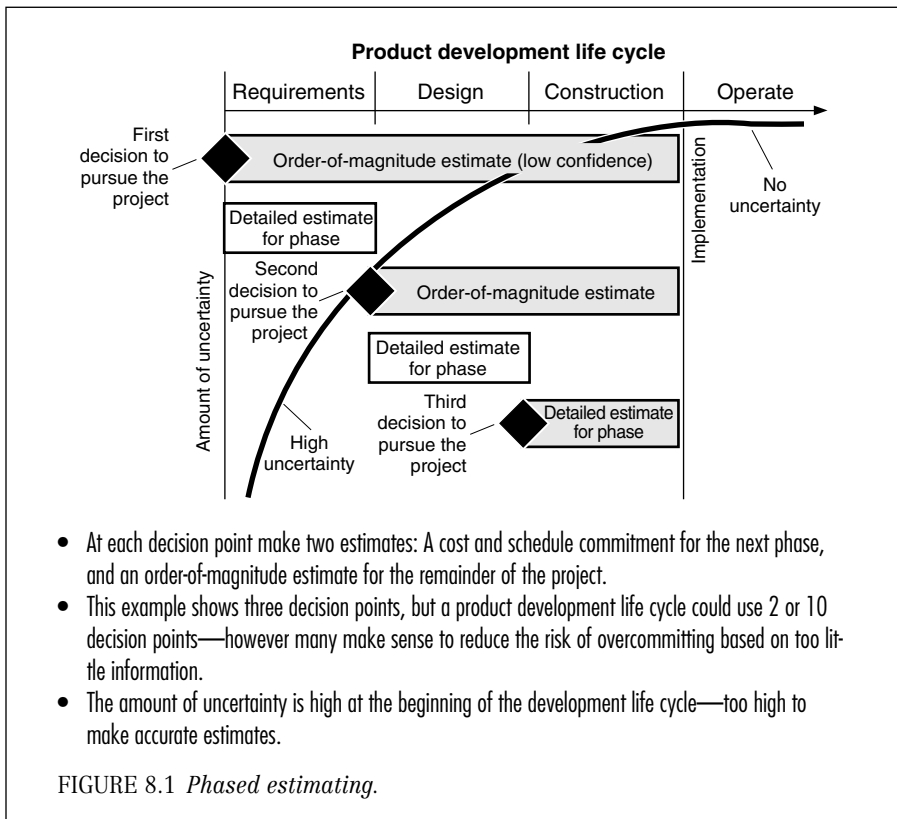 Product development life cycle
Requirements
Design
Construction
Operate
First
decision to
pursue the
project
Order-of-magnitude estimate (low confidence)
Implementation
No
uncertainty
Detailed estimate
for phase
Second
decision to
pursue the
project
Order-of-magnitude estimate
Amount of uncertainty
Detailed estimate
for phase
Third
decision to
pursue the
project
Detailed estimate
for phase
High
uncertainty
• At each decision point make two estimates: A cost and schedule commitment for the next phase,
and an order-of-magnitude estimate for the remainder of the project.
• This example shows three decision points, but a product development life cycle could use 2 or 10
decision points—however many make sense to reduce the risk of overcommitting based on too lit-
tle information.
• The amount of uncertainty is high at the beginning of the development life cycle—too high to
make accurate estimates.
FIGURE 8.1 Phased estimating.